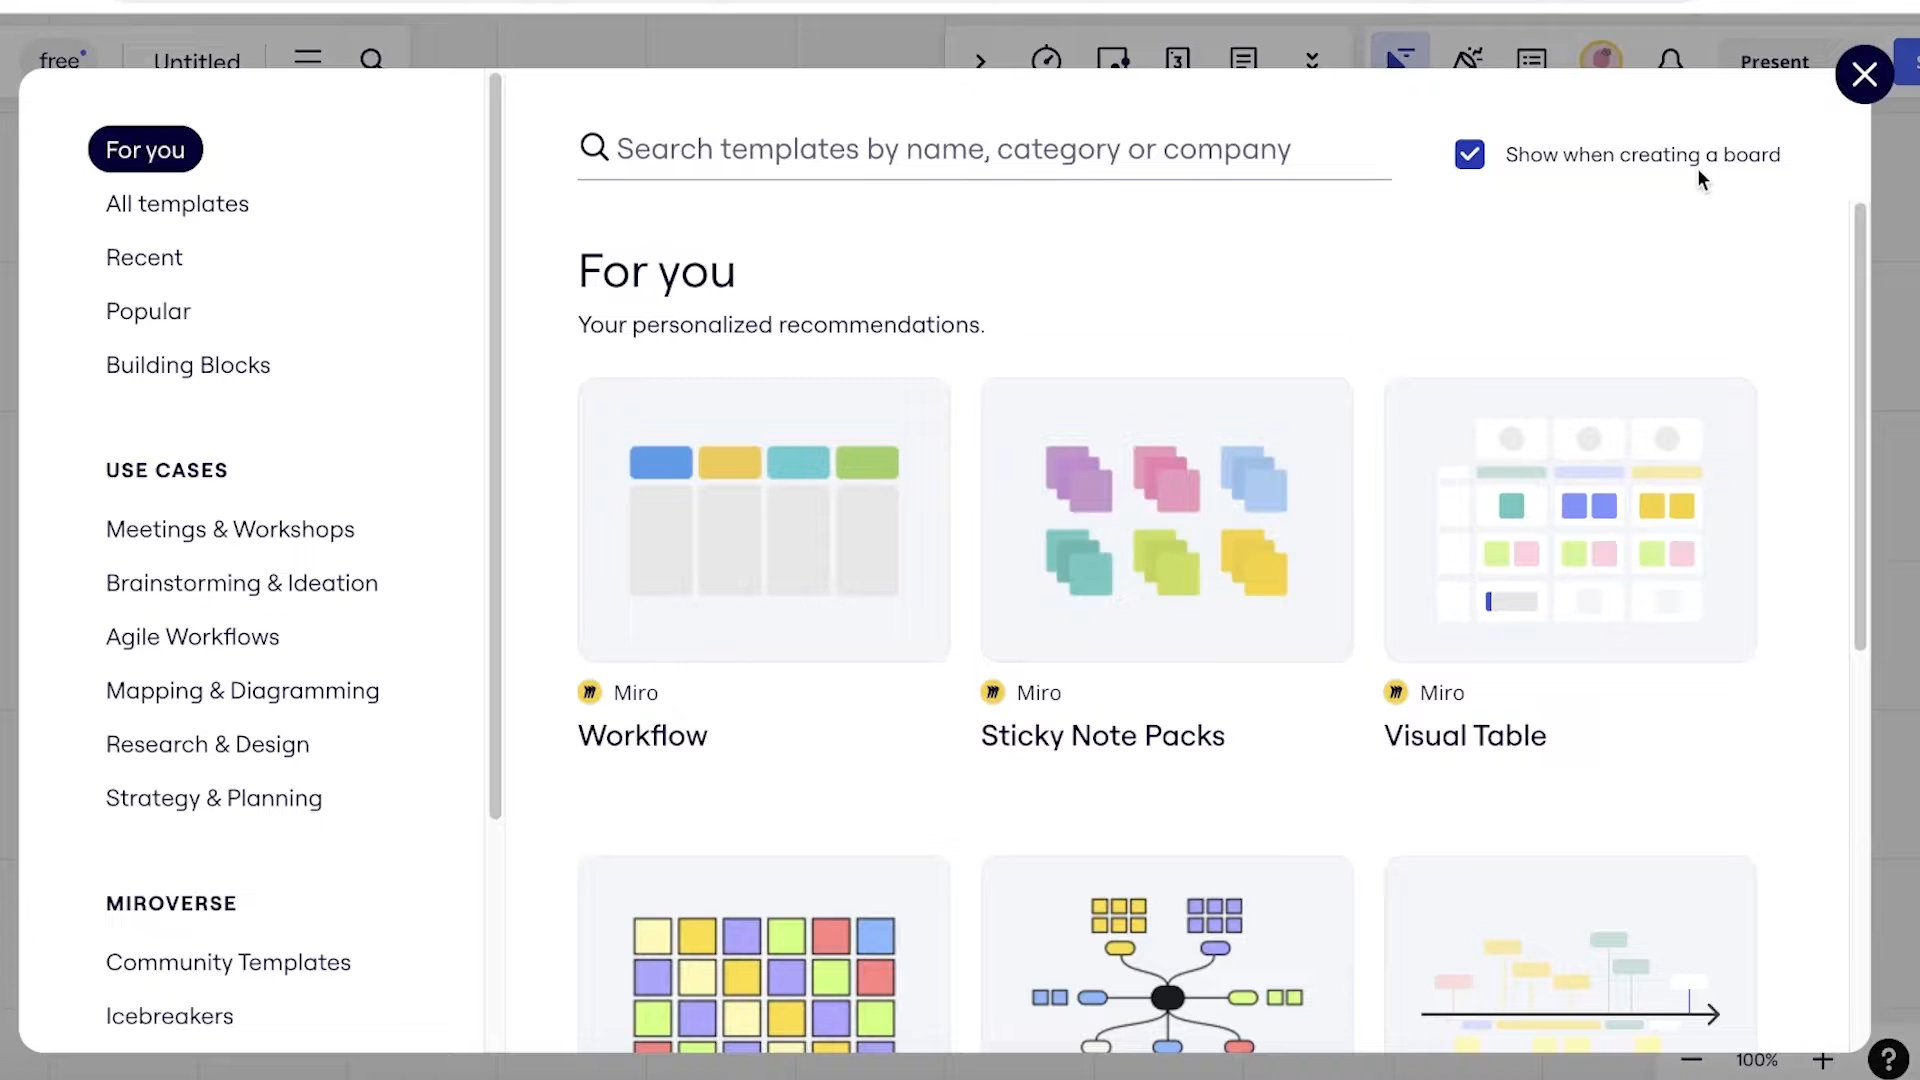 free
Untitled
3
Present
For you
All templates
Recent
Popular
Building Blocks
USE CASES
Meetings & Workshops
Brainstorming & Ideation
Agile Workflows
Mapping & Diagramming
Research & Design
Strategy & Planning
MIROVERSE
Community Templates
Icebreakers
Search templates by name, category or company
Show when creating a board
For you
Your personalized recommendations.
Miro
Workflow
Miro
Sticky Note Packs
Miro
Visual Table
100%
?